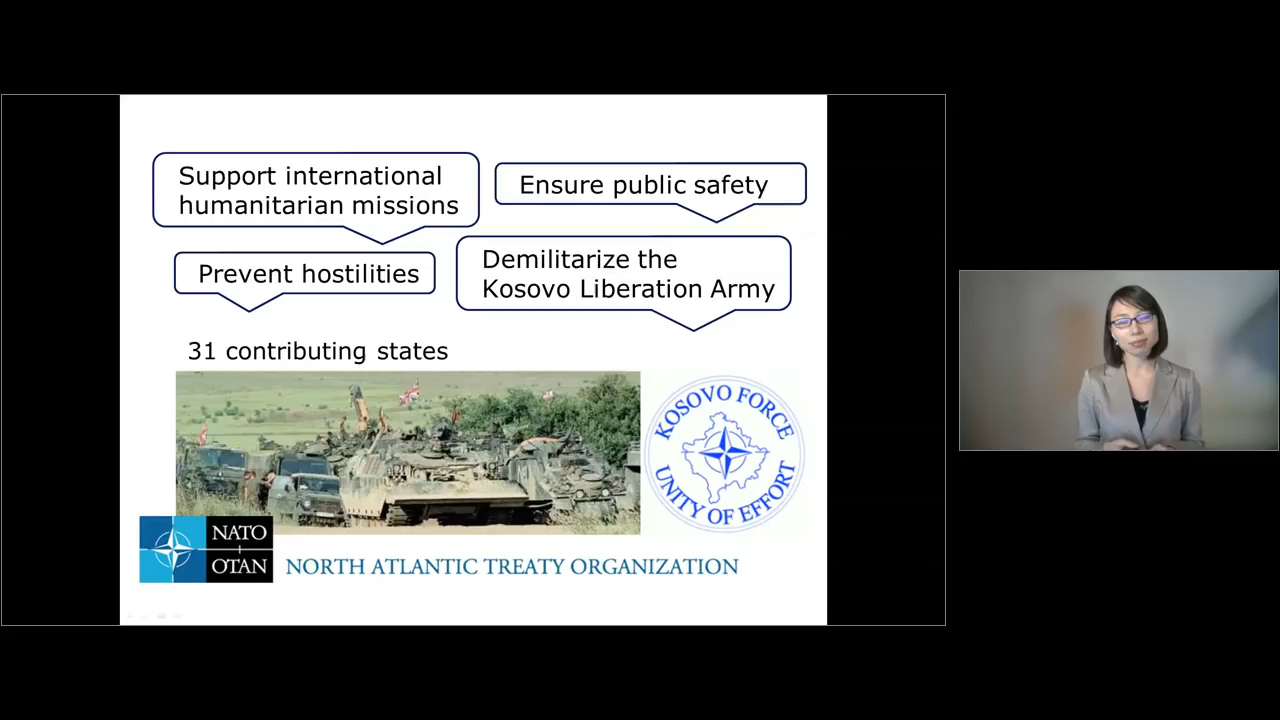 Support international
humanitarian missions
Ensure public safety
Prevent hostilities
Demilitarize the
Kosovo Liberation Army
31 contributing states
KOSOVO FORCE
UNITY OF EFFORT
NATO
OTAN
NORTH ATLANTIC TREATY ORGANIZATION